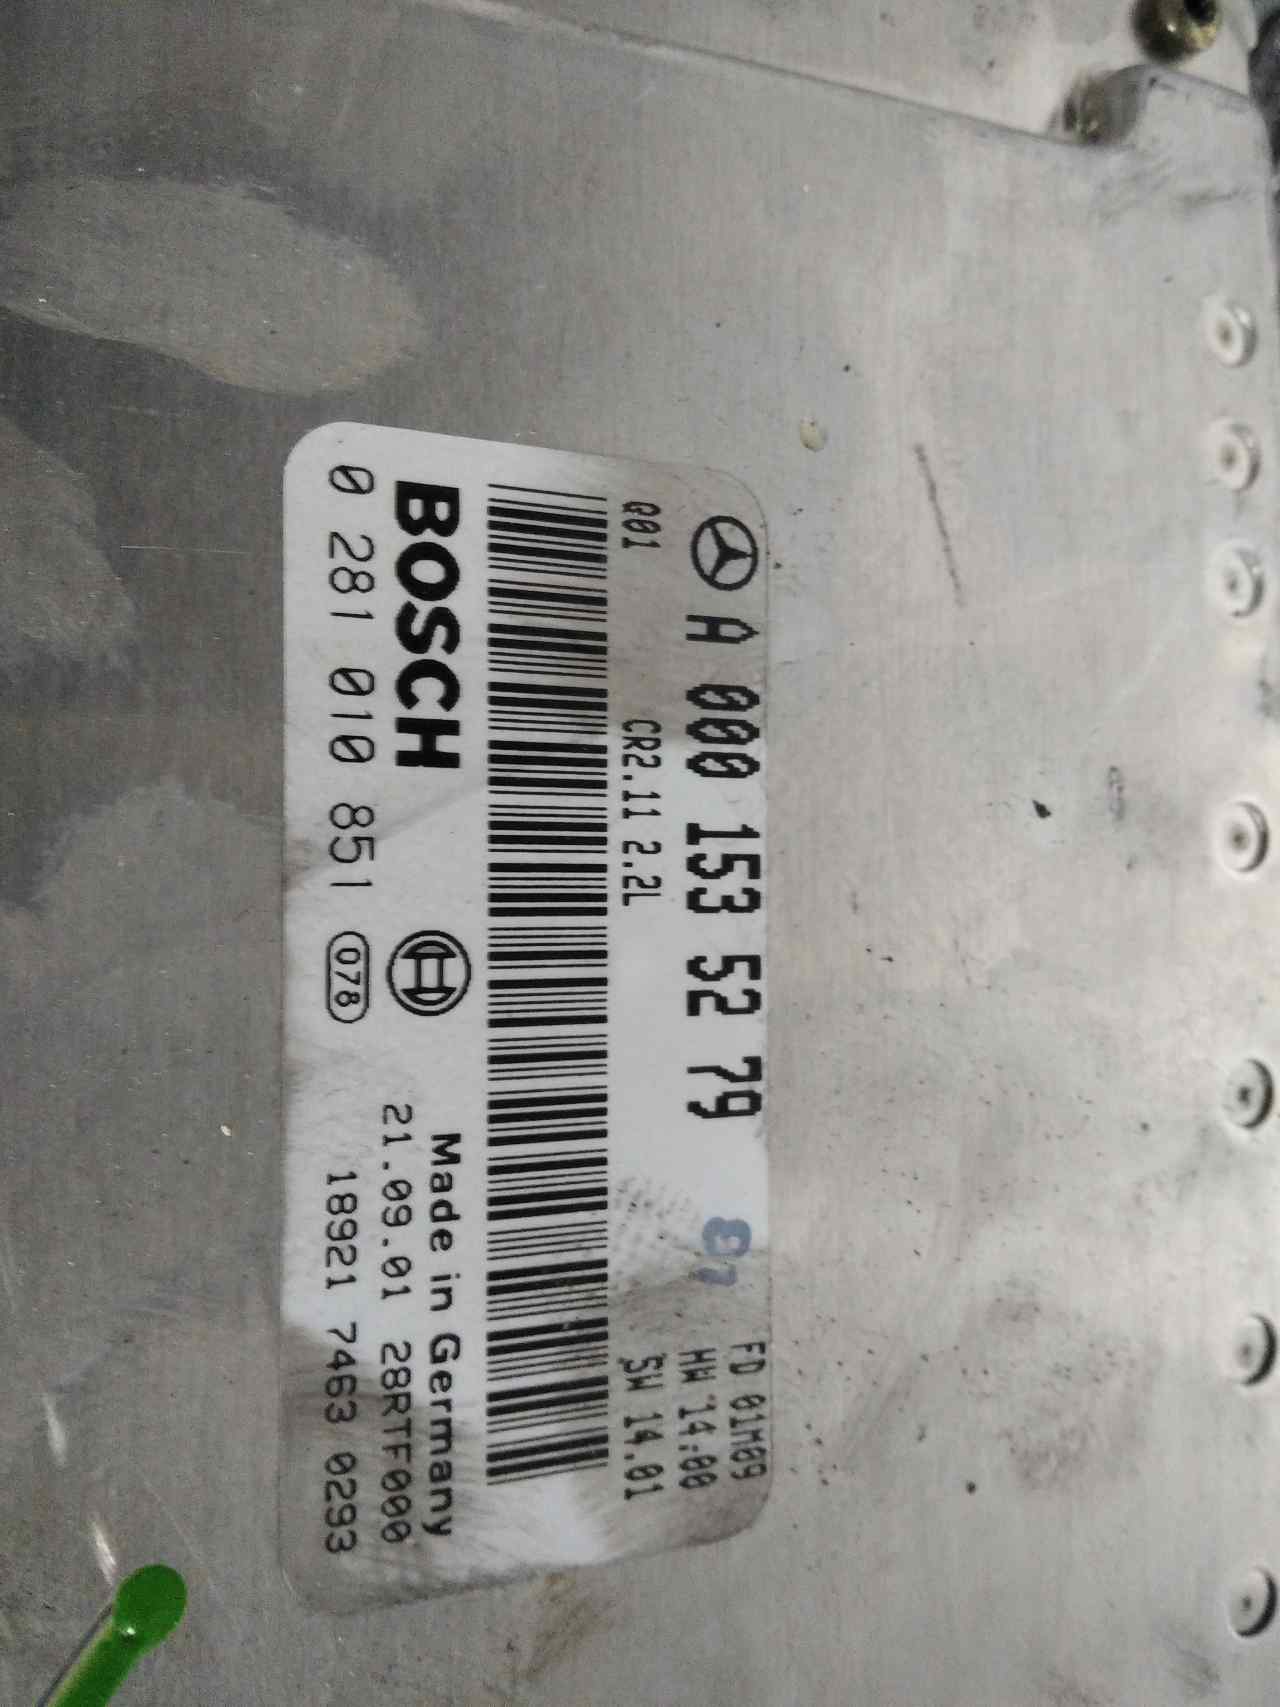 A 000 153 52 79
E7
FD 01M09
HW 14.00
Q01 CR2.11 2.2L
SW 14.01
BOSCH
Made in Germany
21.09.01 28RTF000
0 281 010 851 078
18921 7463 0293